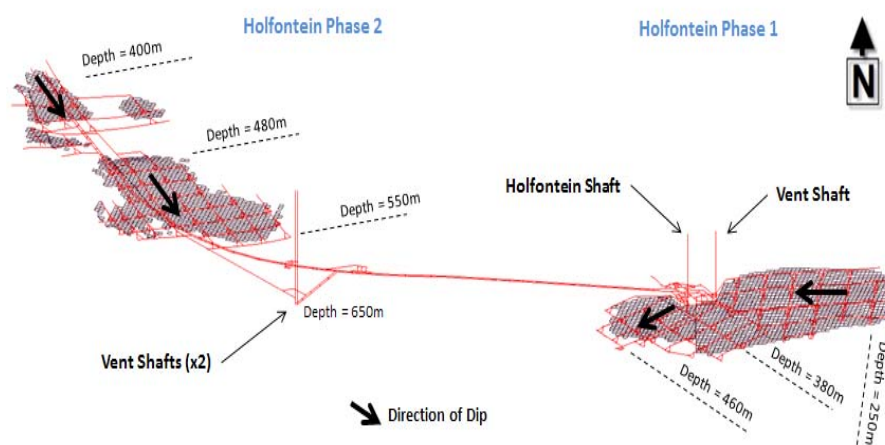 Holfontein Phase 2
Holfontein Phase 1
N
Depth = 400m
Depth = 480m
Depth = 550m
Holfontein Shaft
Vent Shaft
Depth = 650m
Vent Shafts (x2)
Depth = 460m
Depth = 380m
Depth = 250m
Direction of Dip